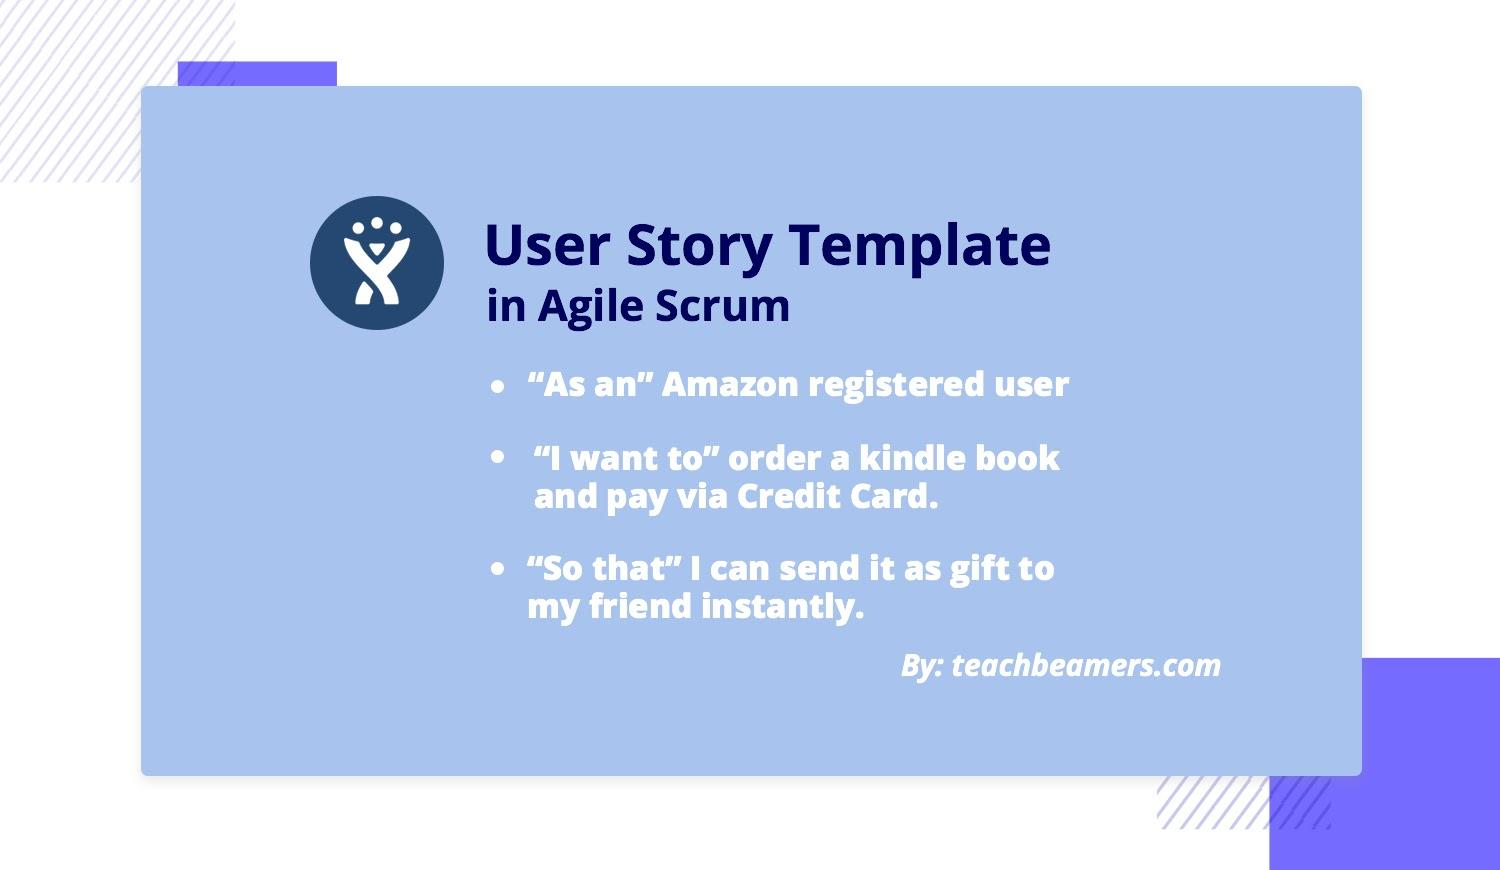 User Story Template
in Agile Scrum
• “As an” Amazon registered user
• “I want to” order a kindle book
and pay via Credit Card.
• “So that” I can send it as gift to
my friend instantly.
By: teachbeamers.com